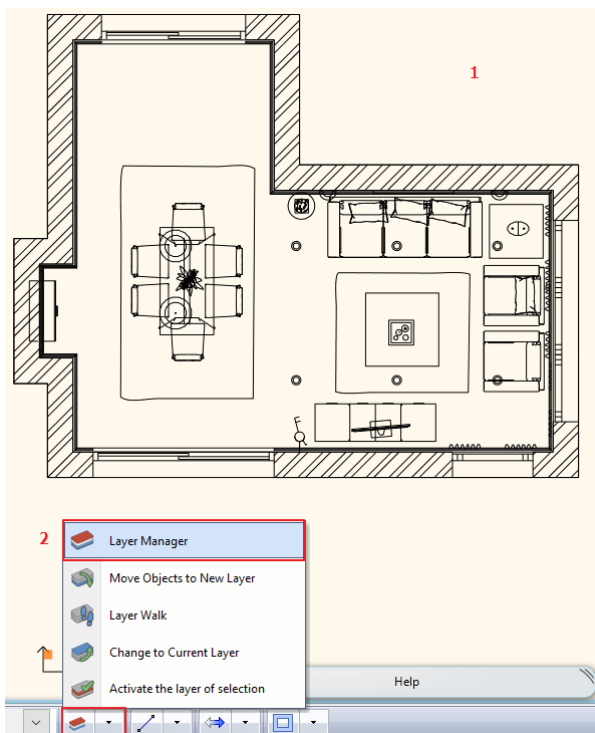 1
2
Layer Manager
Move Objects to New Layer
Layer Walk
Change to Current Layer
Activate the layer of selection
Help